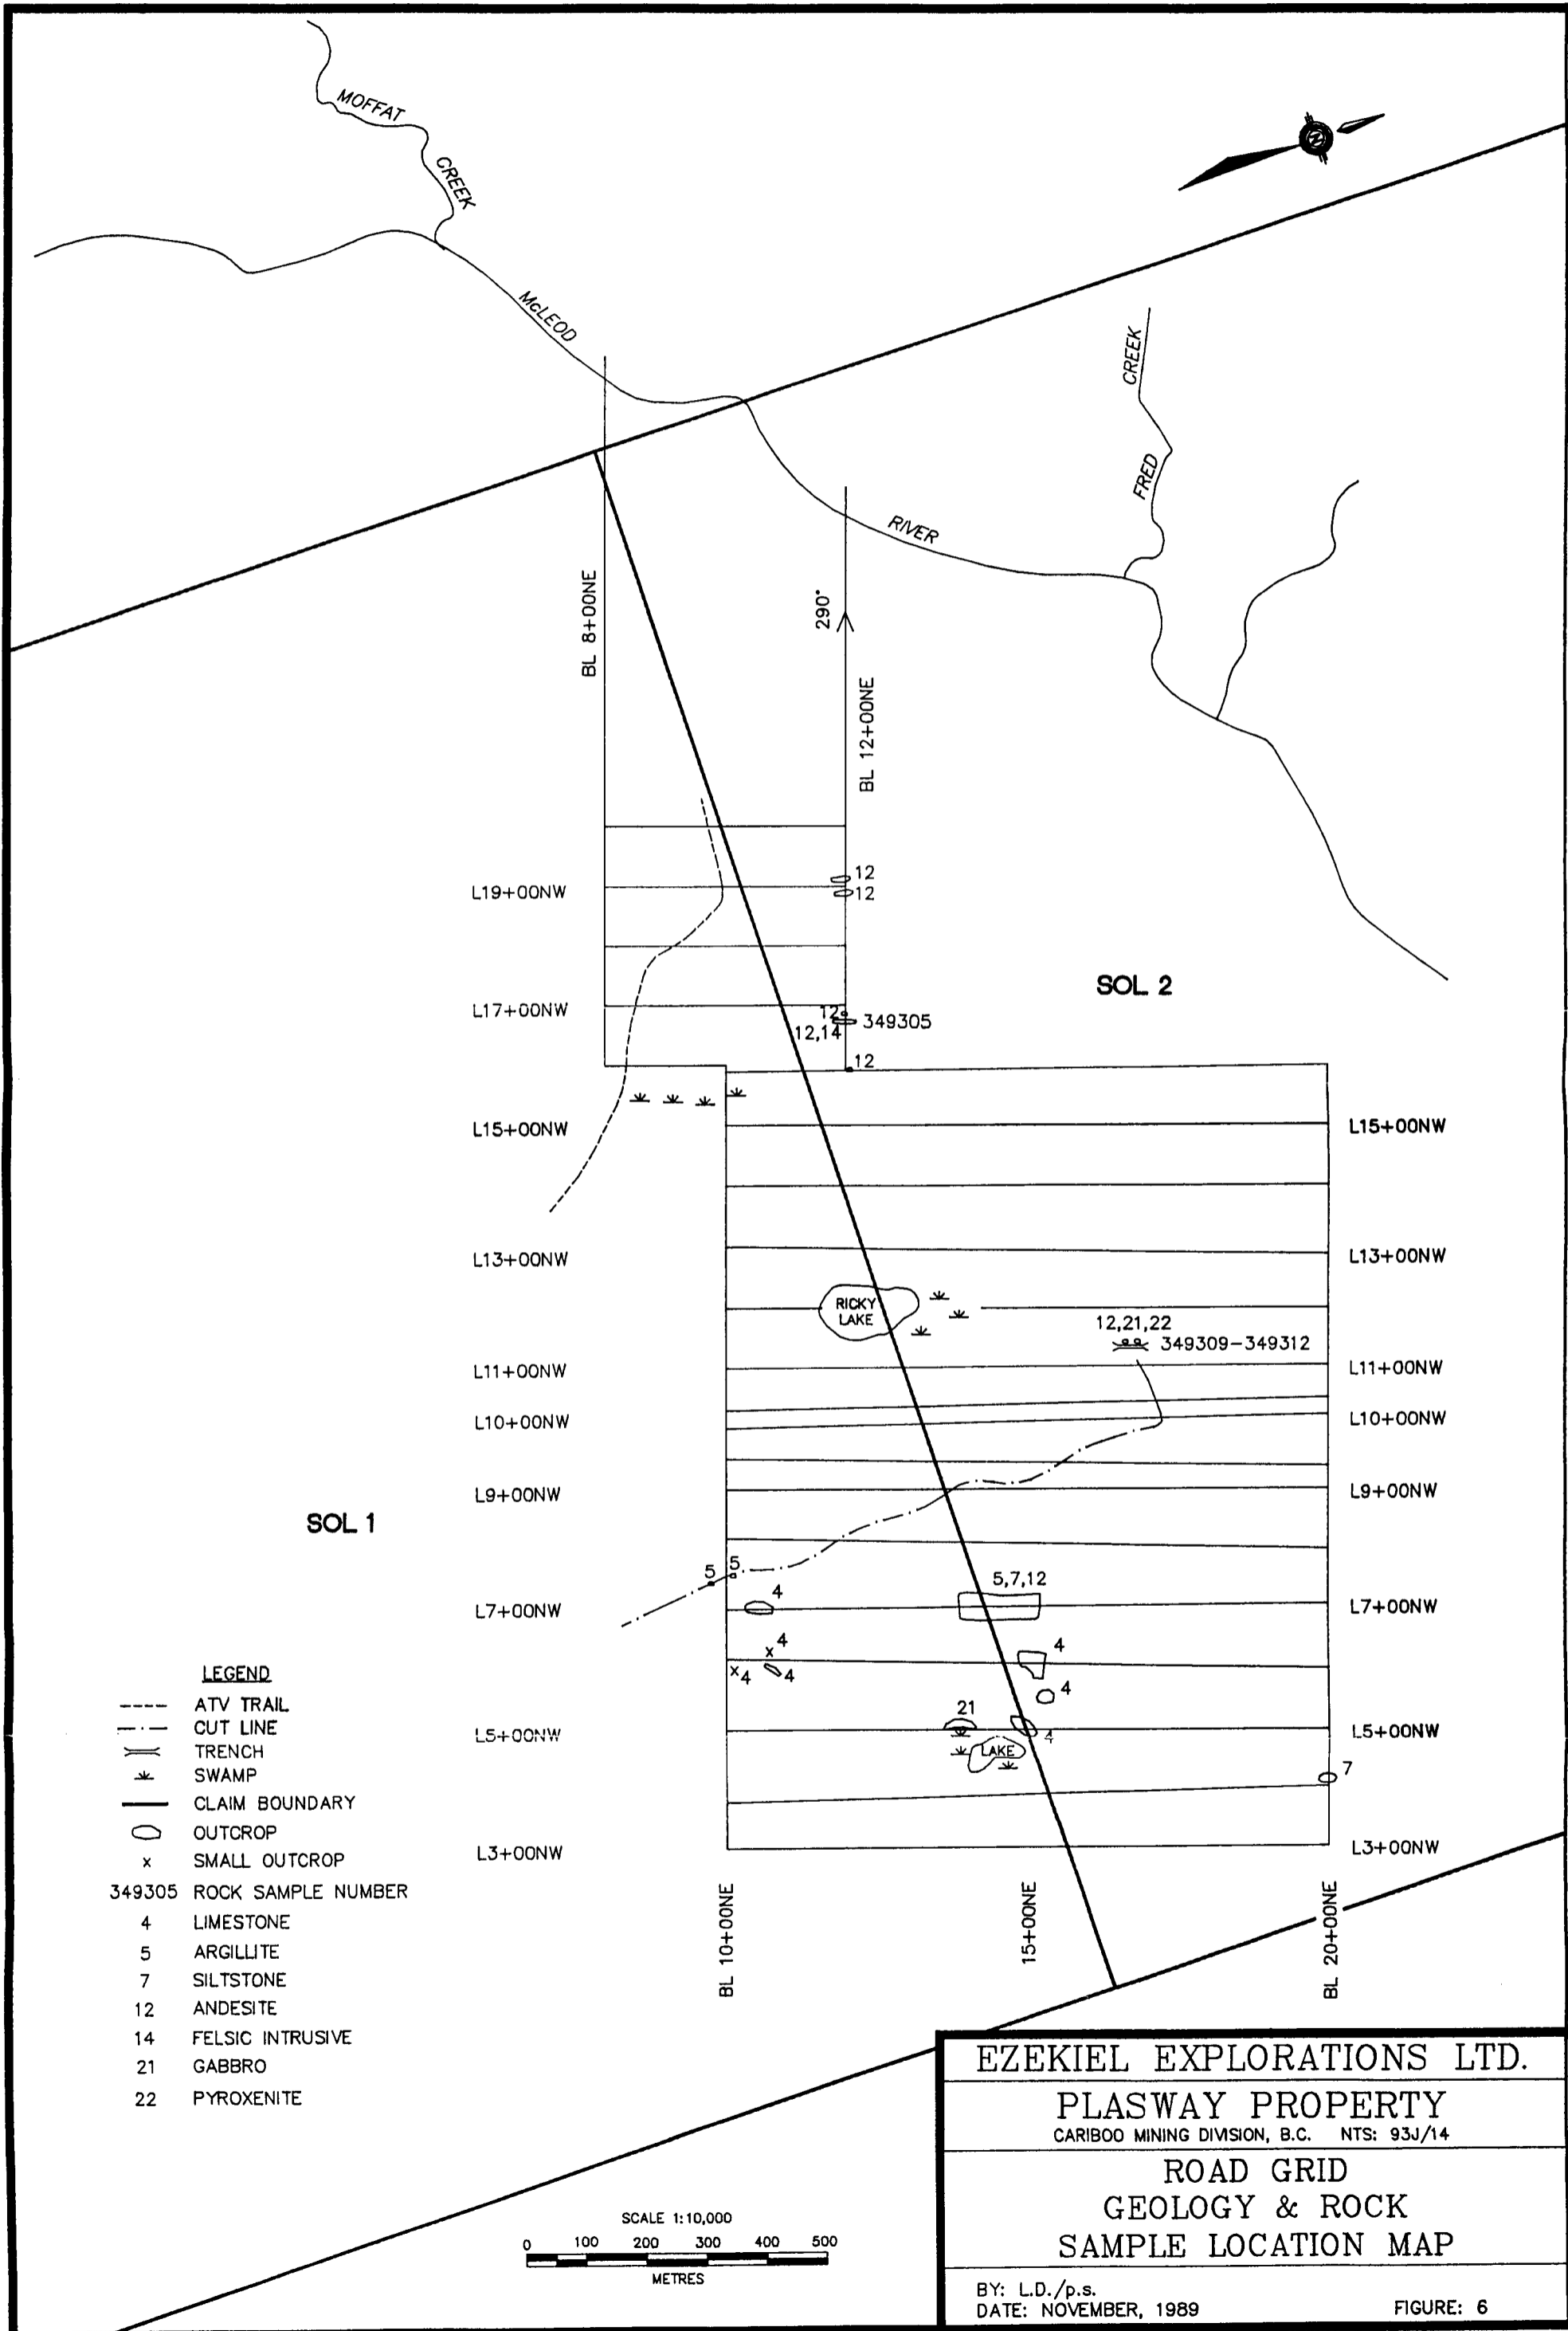 MOFFAT
CREEK
N
McLEOD
CREEK
FRED
RIVER
BL 8+00NE
290°
BL 12+00NE
12
L19+00NW
12
SOL 2
L17+00NW
12
349305
12,14
12
L15+00NW
L15+00NW
L13+00NW
L13+00NW
RICKY
LAKE
12,21,22
349309-349312
L11+00NW
L11+00NW
L10+00NW
L10+00NW
L9+00NW
L9+00NW
SOL 1
5
5
5,7,12
4
L7+00NW
L7+00NW
4
4
4
4
4
21
L5+00NW
4
L5+00NW
LAKE
7
L3+00NW
L3+00NW
BL 10+00NE
15+00NE
BL 20+00NE
LEGEND
ATV TRAIL
CUT LINE
TRENCH
SWAMP
CLAIM BOUNDARY
OUTCROP
x SMALL OUTCROP
349305 ROCK SAMPLE NUMBER
4 LIMESTONE
5 ARGILLITE
7 SILTSTONE
12 ANDESITE
14 FELSIC INTRUSIVE
21 GABBRO
22 PYROXENITE
SCALE 1:10,000
0 100 200 300 400 500
METRES
EZEKIEL EXPLORATIONS LTD.
PLASWAY PROPERTY
CARIBOO MINING DIVISION, B.C. NTS: 93J/14
ROAD GRID
GEOLOGY & ROCK
SAMPLE LOCATION MAP
BY: L.D./p.s.
DATE: NOVEMBER, 1989 FIGURE: 6